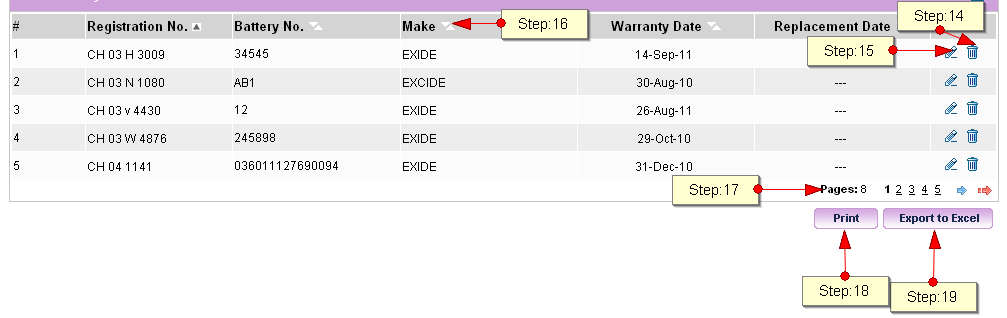 Step:14
# Registration No. Battery No. Make Step:16 Warranty Date Replacement Date
Step:15
1 CH 03 H 3009 34545 EXIDE 14-Sep-11
2 CH 03 N 1080 AB1 EXCIDE 30-Aug-10 ---
3 CH 03 v 4430 12 EXIDE 26-Aug-11 ---
4 CH 03 W 4876 245898 EXIDE 29-Oct-10 ---
5 CH 04 1141 036011127690094 EXIDE 31-Dec-10 ---
Step:17 Pages: 8 1 2 3 4 5
Print Export to Excel
Step:18 Step:19